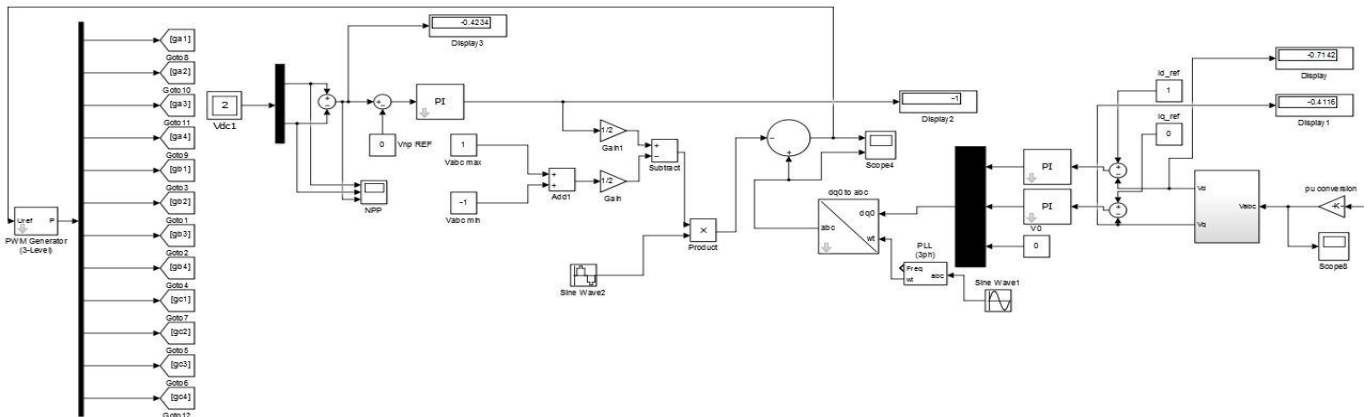 [ga1]
Goto8
[ga2]
Goto10
[ga3]
Goto11
[ga4]
Goto9
[gb1]
Goto3
[gb2]
Goto1
[gb3]
Goto2
[gb4]
Goto4
[gc1]
Goto7
[gc2]
Goto5
[gc3]
Goto6
[gc4]
Goto12
Uref P
PWM Generator
(3-Level)
2
Vdc1
-0.4234
Display3
PI
0
Vnp REF
NPP
1
Vabc max
-1
Vabc min
Add1
1/2
Gain1
1/2
Gain
Subtract
Product
Sine Wave2
-1
Display2
Scope4
dq0 to abc
dq0
abc
wt
PLL
(3ph)
Freq
wt
abc
Sine Wave1
PI
PI
V0
0
Id_ref
1
Iq_ref
0
-0.7142
Display
-0.4116
Display1
Vd
Vq
Vabc
pu conversion
-K-
Scope8